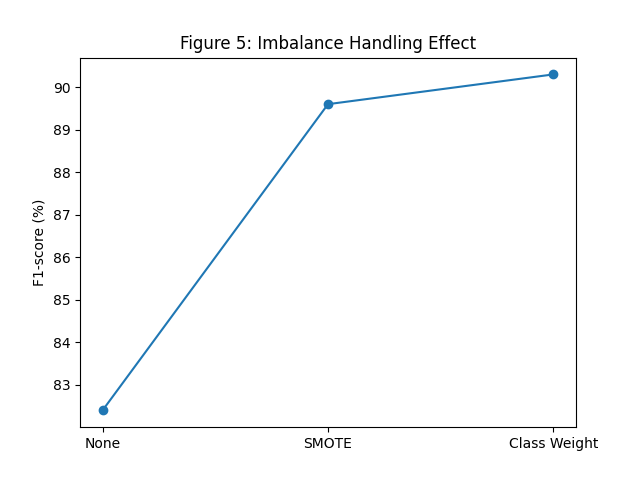 Figure 5: Imbalance Handling Effect
F1-score (%)
90
89
88
87
86
85
84
83
None
SMOTE
Class Weight